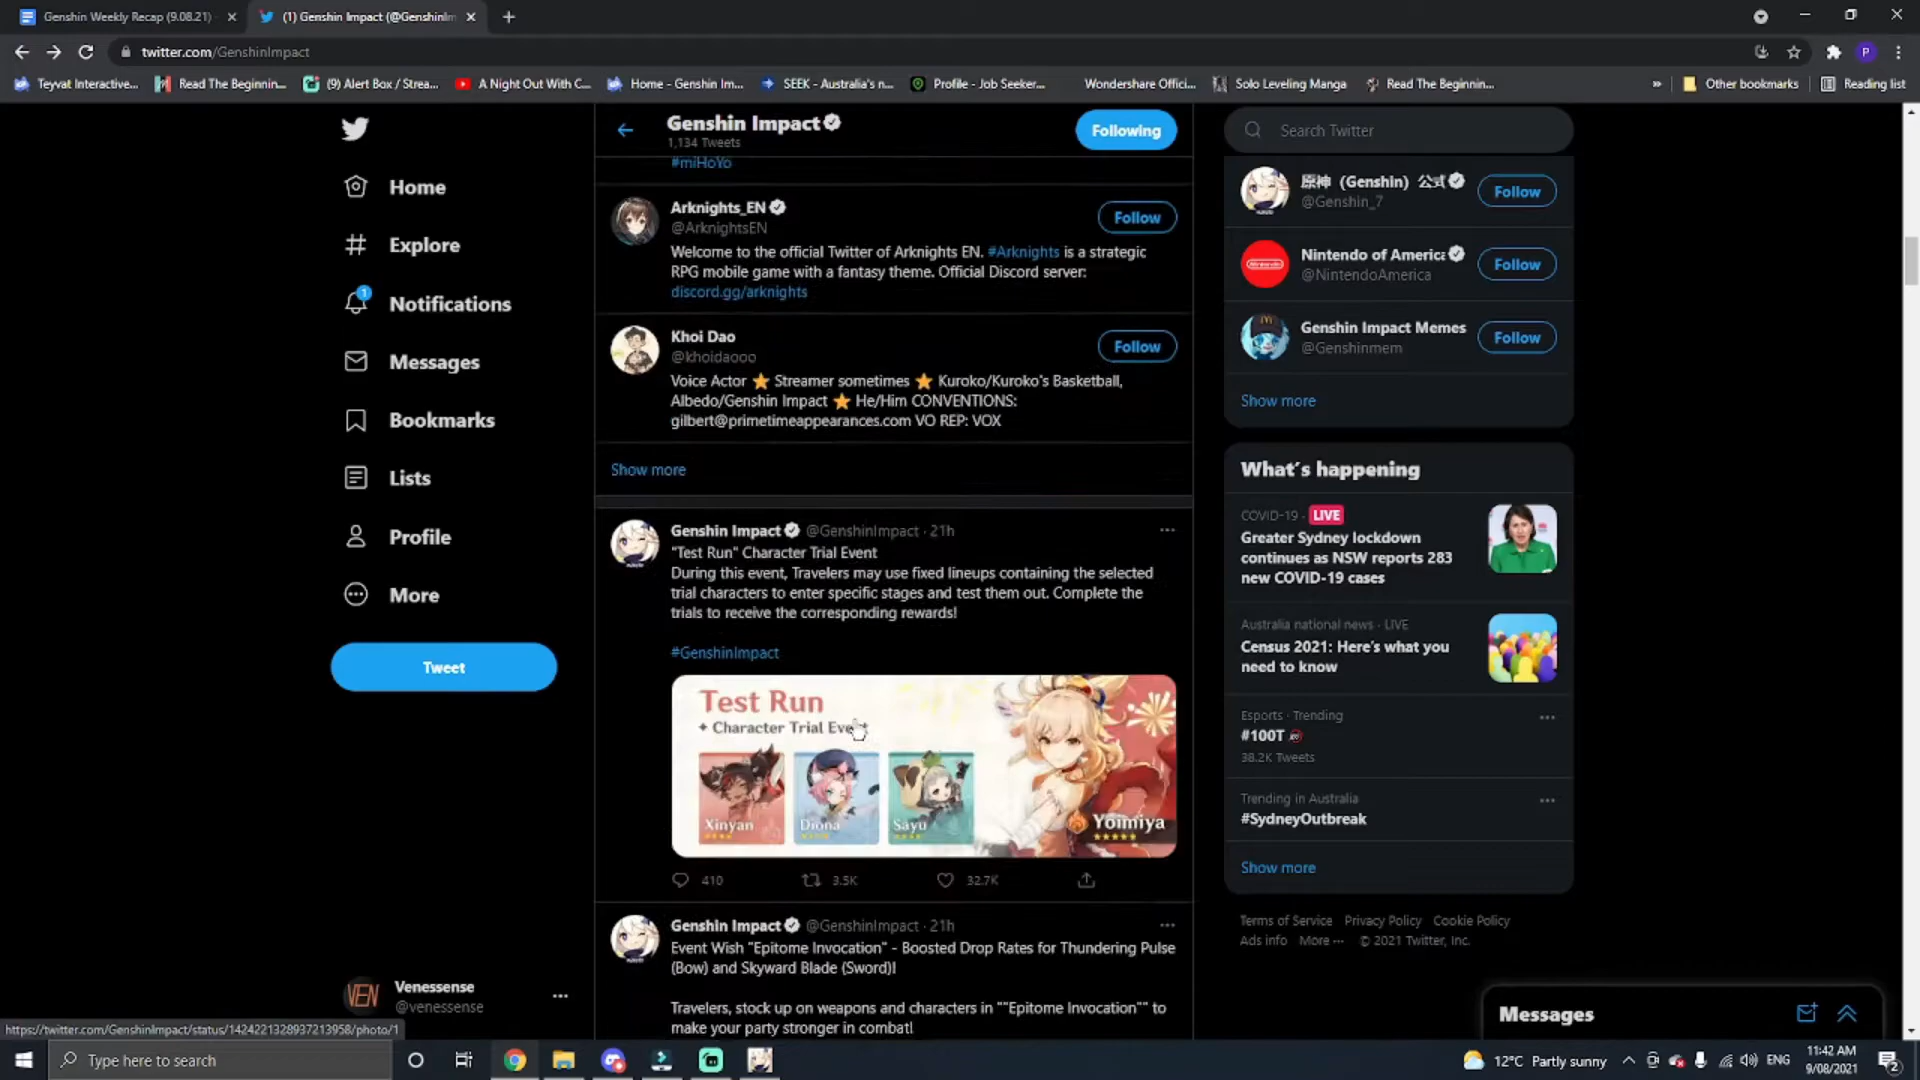 Genshin Weekly Recap (9.08.21)
(1) Genshin Impact (@GenshinIm
twitter.com/GenshinImpact
P
Teyvat Interactive...
Read The Beginnin...
(9) Alert Box / Strea...
A Night Out With C...
Home - Genshin Im...
SEEK - Australia's n...
Profile - Job Seeker...
Wondershare Offici...
Solo Leveling Manga
Read The Beginnin...
»
Other bookmarks
Reading list
Home
Explore
1
Notifications
Messages
Bookmarks
Lists
Profile
More
Tweet
Venessense
@venessense
VEN
Genshin Impact
1,134 Tweets
Following
#miHoYo
Arknights_EN
@ArknightsEN
Follow
Welcome to the official Twitter of Arknights EN. #Arknights is a strategic
RPG mobile game with a fantasy theme. Official Discord server:
discord.gg/arknights
Khoi Dao
@khoidaooo
Follow
Voice Actor ⭐ Streamer sometimes ⭐ Kuroko/Kuroko's Basketball,
Albedo/Genshin Impact ⭐ He/Him CONVENTIONS:
gilbert@primetimeappearances.com VO REP: VOX
Show more
Genshin Impact @GenshinImpact · 21h
"Test Run" Character Trial Event
During this event, Travelers may use fixed lineups containing the selected
trial characters to enter specific stages and test them out. Complete the
trials to receive the corresponding rewards!
#GenshinImpact
Test Run
Character Trial Event
Xinyan
Diona
Sayu
Yoimiya
410
3.5K
32.7K
Genshin Impact @GenshinImpact · 21h
Event Wish "Epitome Invocation" - Boosted Drop Rates for Thundering Pulse
(Bow) and Skyward Blade (Sword)!
Travelers, stock up on weapons and characters in ""Epitome Invocation"" to
make your party stronger in combat!
Search Twitter
原神（Genshin）公式
@Genshin_7
Follow
Nintendo of America
@NintendoAmerica
Follow
Nintendo
Genshin Impact Memes
@Genshinmem
Follow
Show more
What's happening
COVID-19 · LIVE
Greater Sydney lockdown
continues as NSW reports 283
new COVID-19 cases
Australia national news · LIVE
Census 2021: Here's what you
need to know
Esports · Trending
#100T
38.2K Tweets
Trending in Australia
#SydneyOutbreak
Show more
Terms of Service Privacy Policy Cookie Policy
Ads info More ··· © 2021 Twitter, Inc.
Messages
https://twitter.com/GenshinImpact/status/1424221328937213958/photo/1
Type here to search
12°C Partly sunny
ENG
11:42 AM
9/08/2021
2